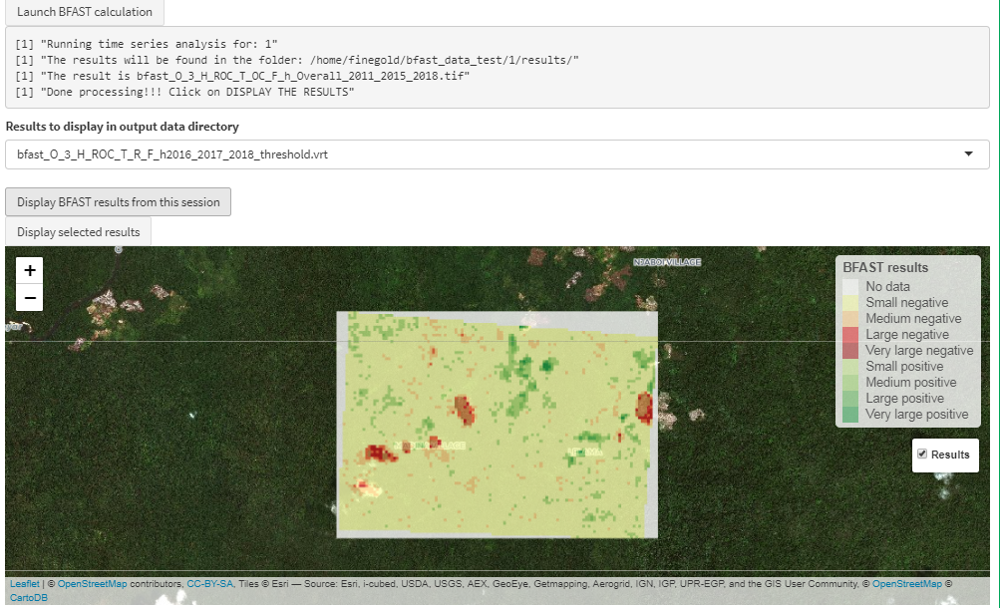 Launch BFAST calculation
[1] "Running time series analysis for: 1"
[1] "The results will be found in the folder: /home/finegold/bfast_data_test/1/results/"
[1] "The result is bfast_O_3_H_ROC_T_OC_F_h_Overall_2011_2015_2018.tif"
[1] "Done processing!!! Click on DISPLAY THE RESULTS"
Results to display in output data directory
bfast_O_3_H_ROC_T_R_F_h2016_2017_2018_threshold.vrt
Display BFAST results from this session
Display selected results
+
−
VILLAGE
BFAST results
No data
Small negative
Medium negative
Large negative
Very large negative
Small positive
Medium positive
Large positive
Very large positive
Results
Leaflet | © OpenStreetMap contributors, CC-BY-SA, Tiles © Esri — Source: Esri, i-cubed, USDA, USGS, AEX, GeoEye, Getmapping, Aerogrid, IGN, IGP, UPR-EGP, and the GIS User Community, © OpenStreetMap ©
CartoDB